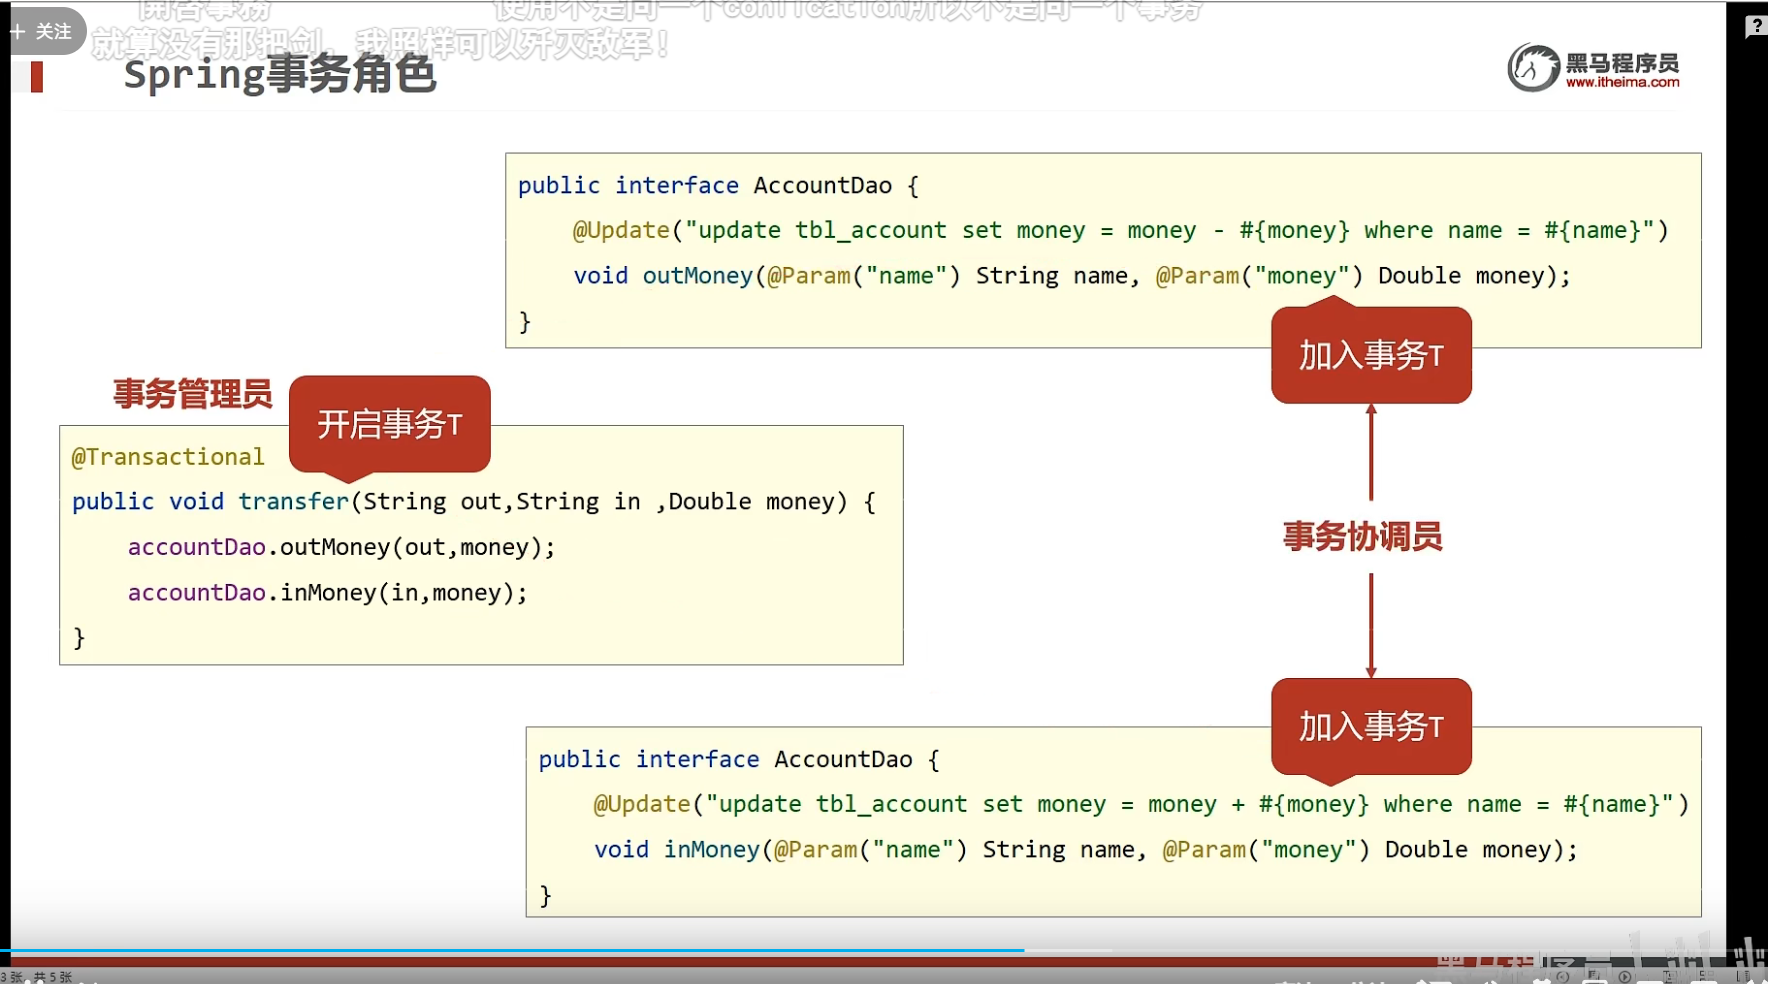 使用不是同一个conication所以不是同一个事务
+ 关注
就算没有那把剑，我照样可以歼灭敌军！
Spring事务角色
黑马程序员
www.itheima.com
public interface AccountDao {
@Update("update tbl_account set money = money - #{money} where name = #{name}")
void outMoney(@Param("name") String name, @Param("money") Double money);
}
加入事务T
事务管理员
开启事务T
@Transactional
public void transfer(String out,String in ,Double money) {
accountDao.outMoney(out,money);
accountDao.inMoney(in,money);
}
事务协调员
加入事务T
public interface AccountDao {
@Update("update tbl_account set money = money + #{money} where name = #{name}")
void inMoney(@Param("name") String name, @Param("money") Double money);
}
3 张，共 5 张